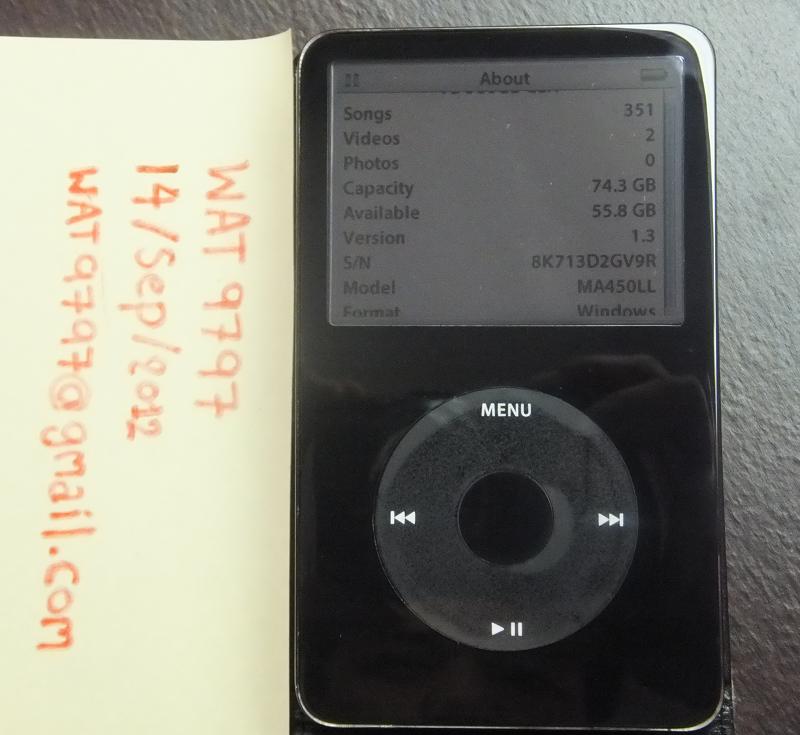 WAT 9797
14/Sep/2012
WAT9797@gmail.com
About
Songs 351
Videos 2
Photos 0
Capacity 74.3 GB
Available 55.8 GB
Version 1.3
S/N 8K713D2GV9R
Model MA450LL
Format Windows
MENU